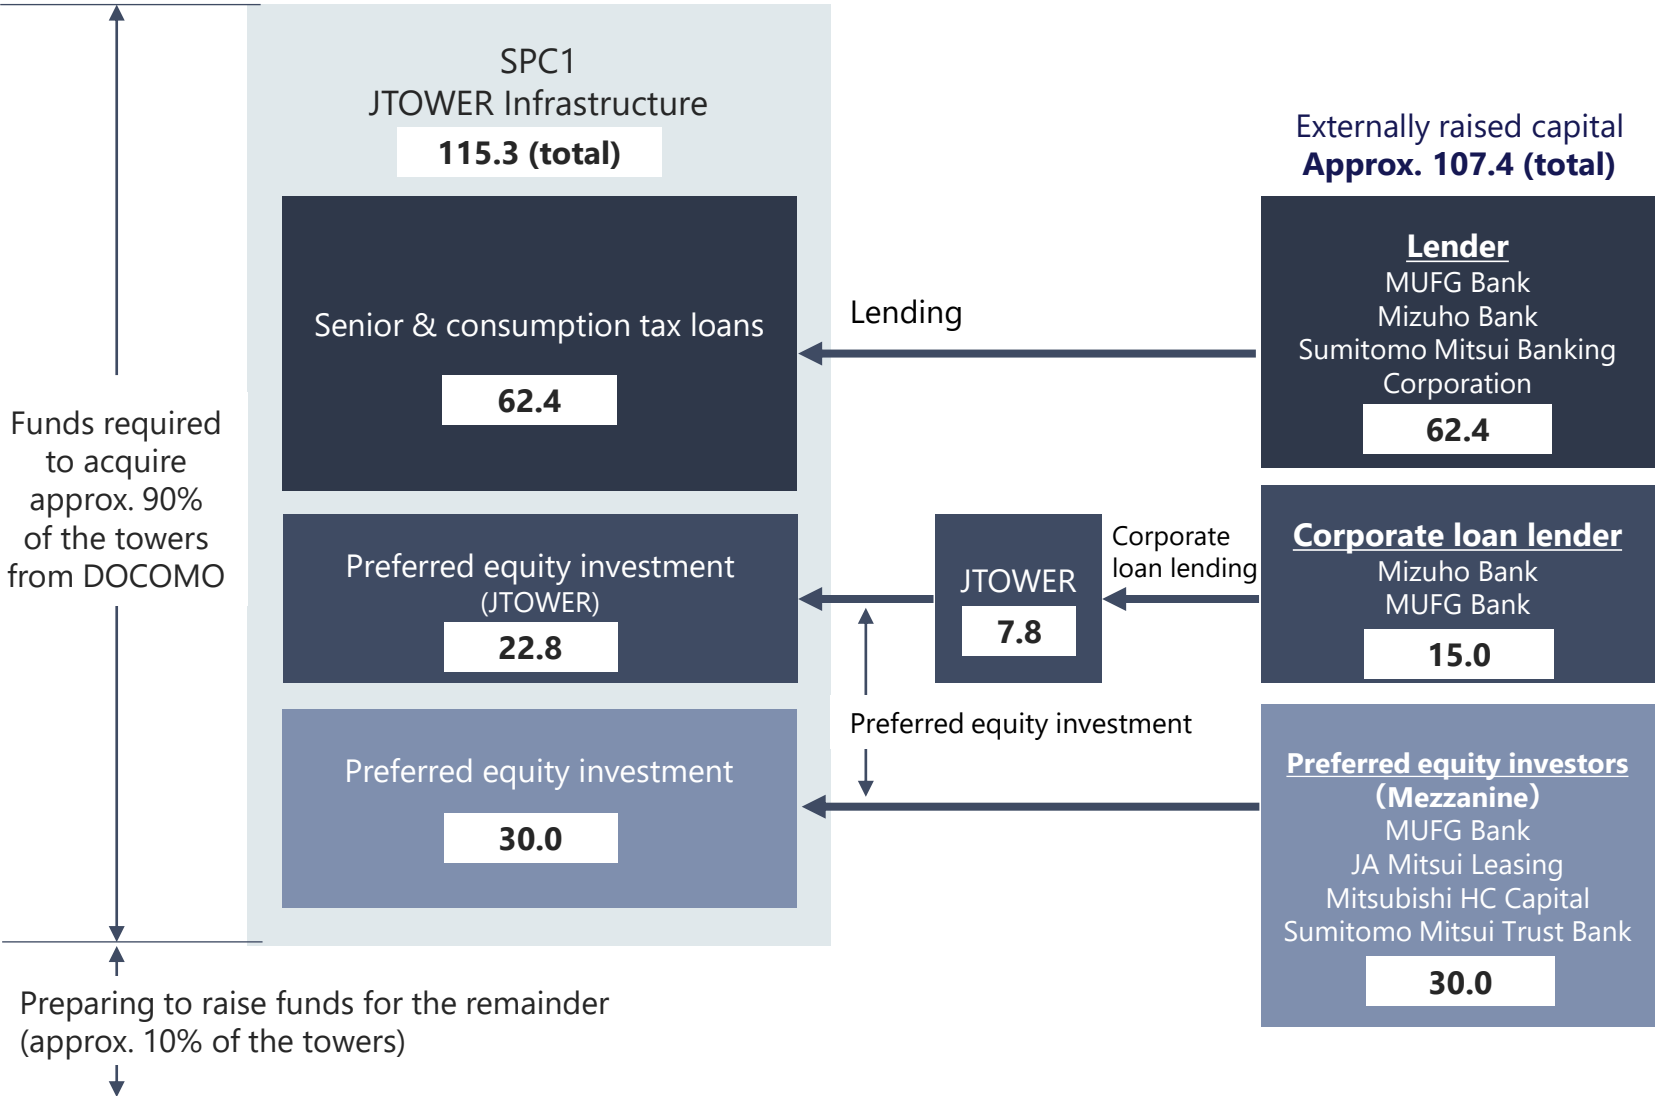 SPC1
JTOWER Infrastructure
115.3 (total)
Externally raised capital
Approx. 107.4 (total)
Senior & consumption tax loans
62.4
Lending
Lender
MUFG Bank
Mizuho Bank
Sumitomo Mitsui Banking
Corporation
62.4
Funds required
to acquire
approx. 90%
of the towers
from DOCOMO
Preferred equity investment
(JTOWER)
22.8
JTOWER
7.8
Corporate
loan lending
Corporate loan lender
Mizuho Bank
MUFG Bank
15.0
Preferred equity investment
Preferred equity investment
30.0
Preferred equity investors
（Mezzanine）
MUFG Bank
JA Mitsui Leasing
Mitsubishi HC Capital
Sumitomo Mitsui Trust Bank
30.0
Preparing to raise funds for the remainder
(approx. 10% of the towers)